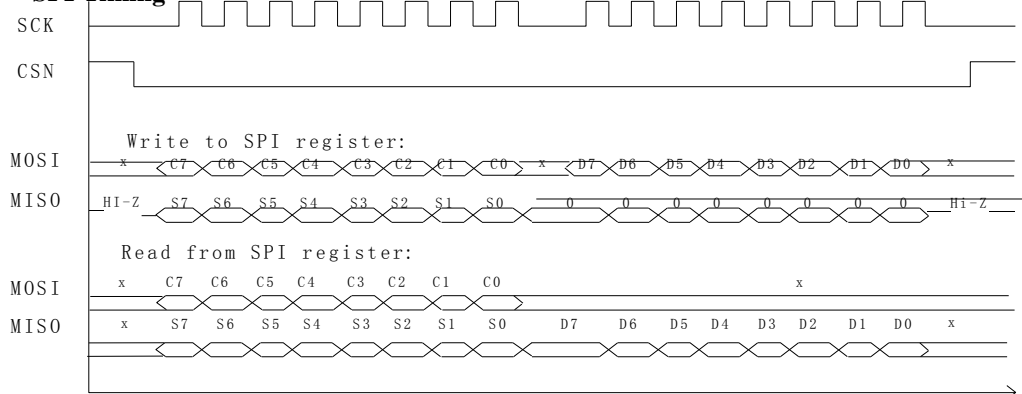 SPI Timing
SCK
CSN
Write to SPI register:
MOSI x C7 C6 C5 C4 C3 C2 C1 C0 x D7 D6 D5 D4 D3 D2 D1 D0 x
MISO HI-Z S7 S6 S5 S4 S3 S2 S1 S0 0 0 0 0 0 0 0 0 Hi-Z
Read from SPI register:
MOSI x C7 C6 C5 C4 C3 C2 C1 C0 x
MISO x S7 S6 S5 S4 S3 S2 S1 S0 D7 D6 D5 D4 D3 D2 D1 D0 x